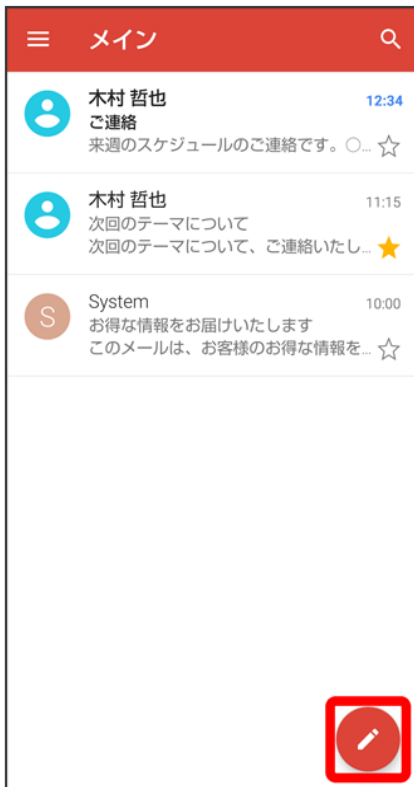 メイン
木村 哲也 12:34
ご連絡
来週のスケジュールのご連絡です。〇...
木村 哲也 11:15
次回のテーマについて
次回のテーマについて、ご連絡いたし...
S System 10:00
お得な情報をお届けいたします
このメールは、お客様のお得な情報を...